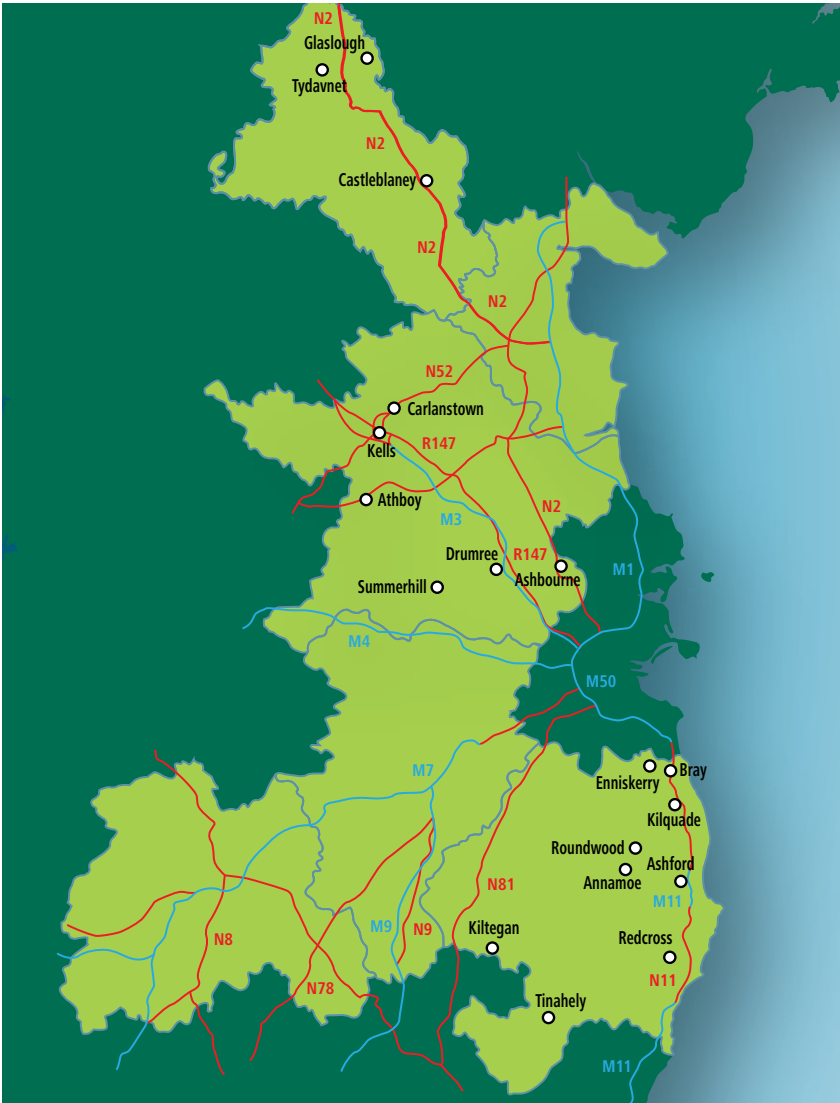 N2
Glaslough
Tydavnet
N2
Castleblaney
N2
N2
N52
Carlanstown
R147
Kells
Athboy
N2
M3
Drumree
R147
Ashbourne
M1
Summerhill
M4
M50
M7
Enniskerry
Bray
Kilquade
Roundwood
Ashford
Annamoe
N81
M11
M9
N9
Kiltegan
N8
Redcross
N11
N78
Tinahely
M11